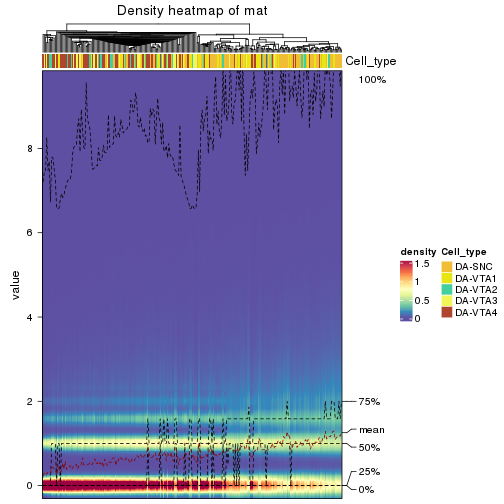 Density heatmap of mat
Cell_type
100%
8
6
4
2
0
value
75%
mean
50%
25%
0%
density
1.5
1
0.5
0
Cell_type
DA-SNC
DA-VTA1
DA-VTA2
DA-VTA3
DA-VTA4